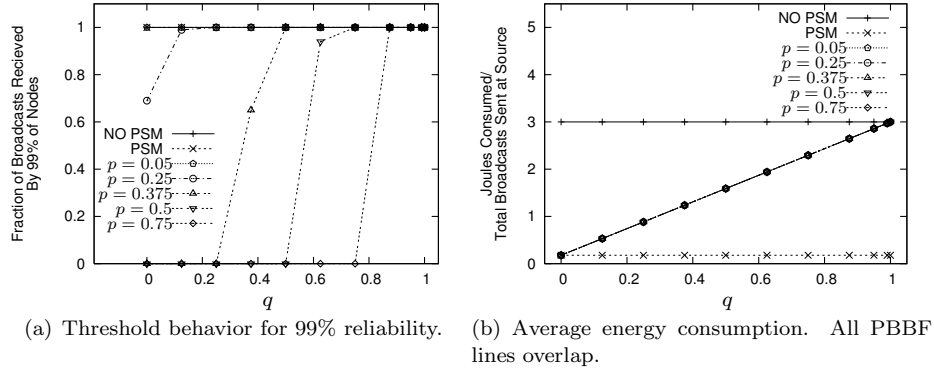 Fraction of Broadcasts Recieved
By 99% of Nodes
1
0.8
0.6
0.4
0.2
0
NO PSM
PSM
p = 0.05
p = 0.25
p = 0.375
p = 0.5
p = 0.75
0 0.2 0.4 0.6 0.8 1
q
(a) Threshold behavior for 99% reliability.
Joules Consumed/
Total Broadcasts Sent at Source
5
4
3
2
1
0
NO PSM
PSM
p = 0.05
p = 0.25
p = 0.375
p = 0.5
p = 0.75
0 0.2 0.4 0.6 0.8 1
q
(b) Average energy consumption. All PBBF
lines overlap.